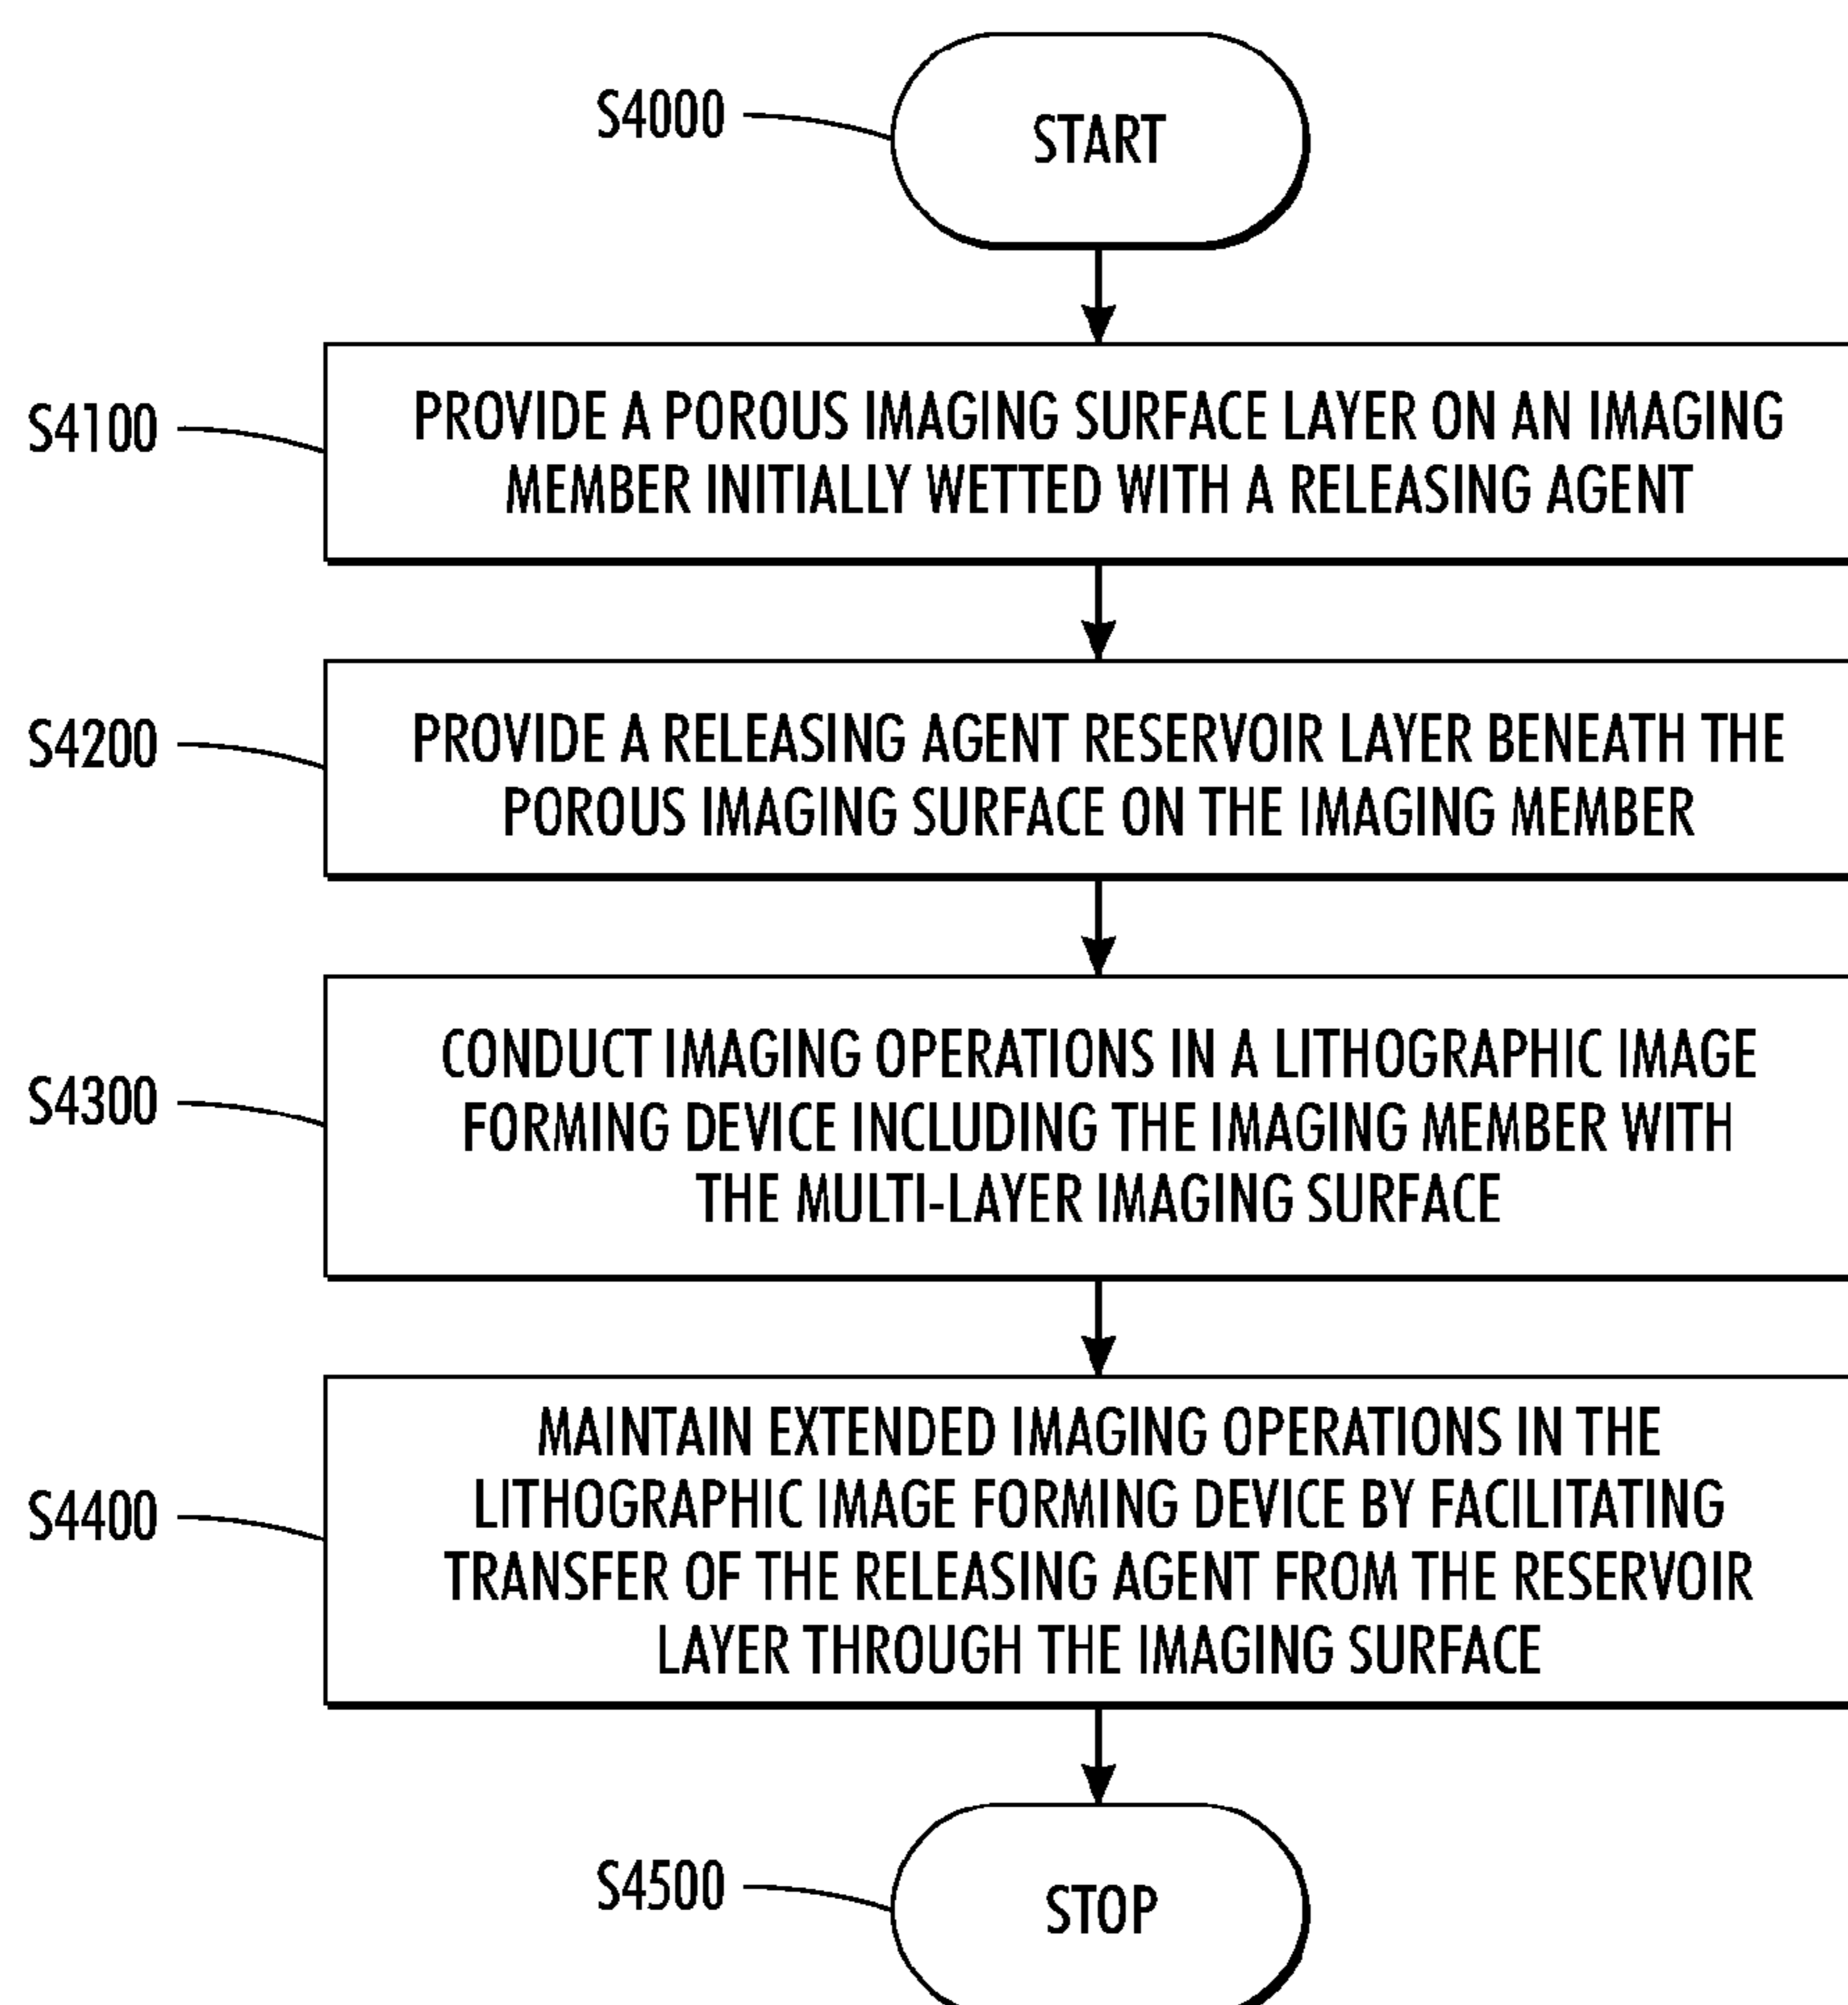 S4000
START
S4100
PROVIDE A POROUS IMAGING SURFACE LAYER ON AN IMAGING
MEMBER INITIALLY WETTED WITH A RELEASING AGENT
S4200
PROVIDE A RELEASING AGENT RESERVOIR LAYER BENEATH THE
POROUS IMAGING SURFACE ON THE IMAGING MEMBER
S4300
CONDUCT IMAGING OPERATIONS IN A LITHOGRAPHIC IMAGE
FORMING DEVICE INCLUDING THE IMAGING MEMBER WITH
THE MULTI-LAYER IMAGING SURFACE
S4400
MAINTAIN EXTENDED IMAGING OPERATIONS IN THE
LITHOGRAPHIC IMAGE FORMING DEVICE BY FACILITATING
TRANSFER OF THE RELEASING AGENT FROM THE RESERVOIR
LAYER THROUGH THE IMAGING SURFACE
S4500
STOP